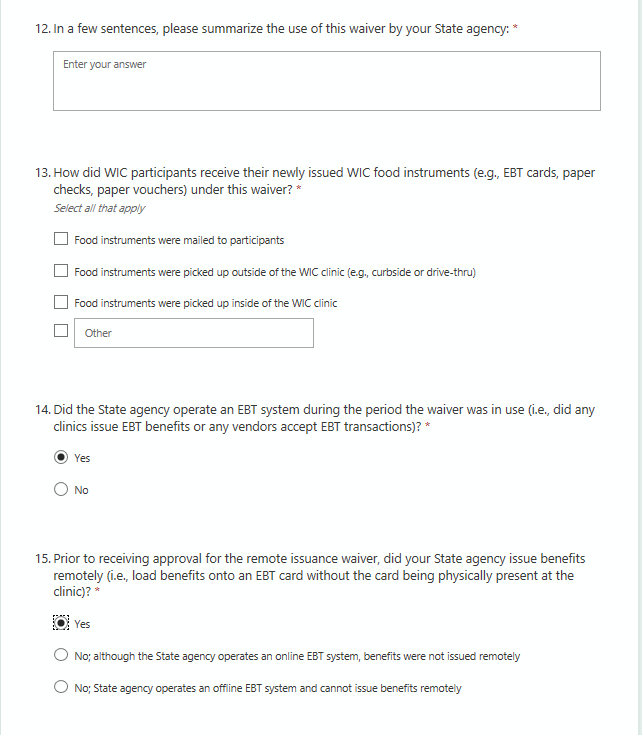 12. In a few sentences, please summarize the use of this waiver by your State agency: *
Enter your answer
13. How did WIC participants receive their newly issued WIC food instruments (e.g., EBT cards, paper
checks, paper vouchers) under this waiver? *
Select all that apply
Food instruments were mailed to participants
Food instruments were picked up outside of the WIC clinic (e.g., curbside or drive-thru)
Food instruments were picked up inside of the WIC clinic
Other
14. Did the State agency operate an EBT system during the period the waiver was in use (i.e., did any
clinics issue EBT benefits or any vendors accept EBT transactions)? *
Yes
No
15. Prior to receiving approval for the remote issuance waiver, did your State agency issue benefits
remotely (i.e., load benefits onto an EBT card without the card being physically present at the
clinic)? *
Yes
No; although the State agency operates an online EBT system, benefits were not issued remotely
No; State agency operates an offline EBT system and cannot issue benefits remotely